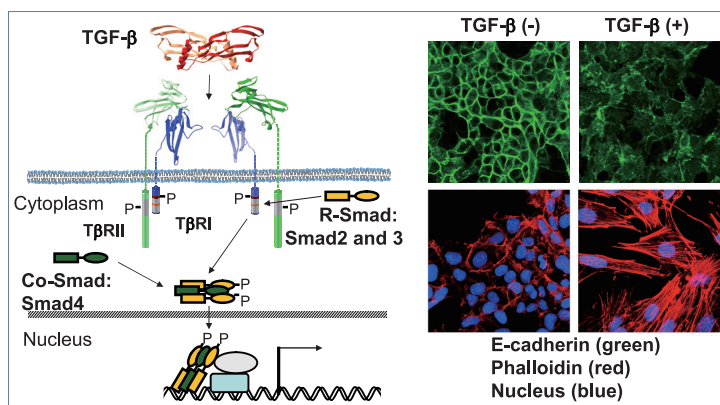 TGF-β
Cytoplasm
P
P
P
P
TβRII
TβRI
R-Smad:
Smad2 and 3
Co-Smad:
Smad4
P
P
Nucleus
P P
TGF-β (-)
TGF-β (+)
E-cadherin (green)
Phalloidin (red)
Nucleus (blue)